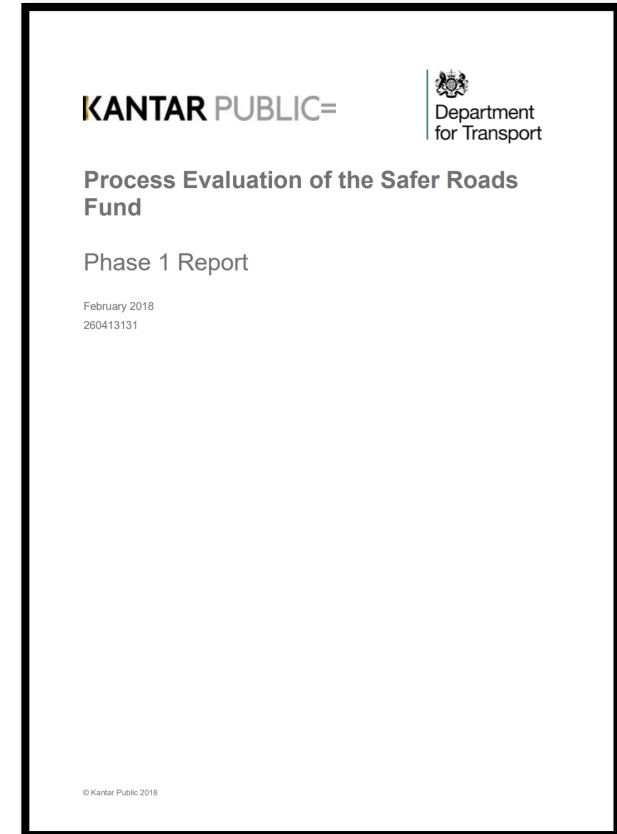 KANTAR PUBLIC=
Department
for Transport
Process Evaluation of the Safer Roads
Fund
Phase 1 Report
February 2018
260413131
© Kantar Public 2018